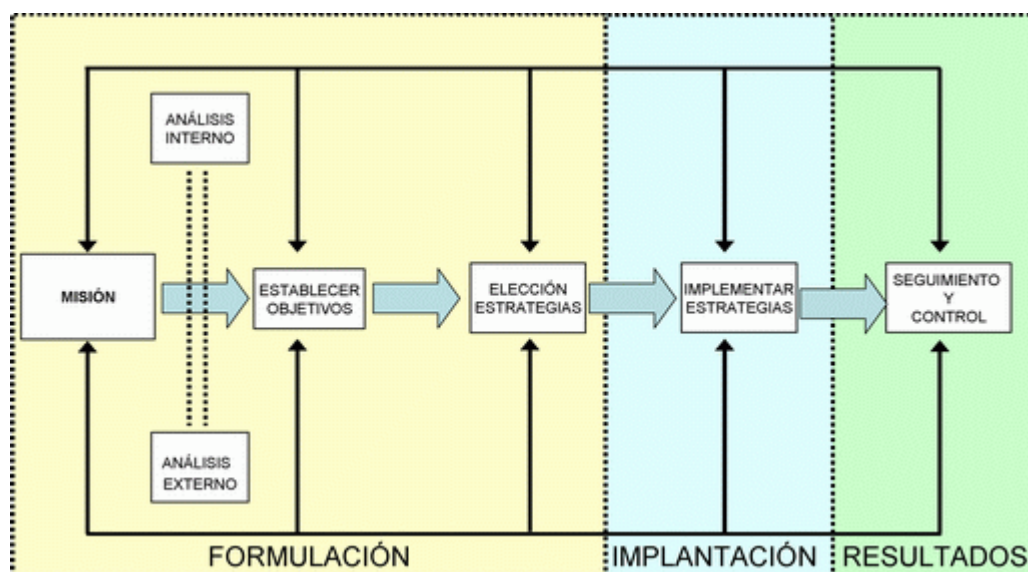 ANÁLISIS
INTERNO
MISIÓN
ESTABLECER
OBJETIVOS
ELECCIÓN
ESTRATEGIAS
IMPLEMENTAR
ESTRATEGIAS
SEGUIMIENTO
Y
CONTROL
ANÁLISIS
EXTERNO
FORMULACIÓN
IMPLANTACIÓN
RESULTADOS